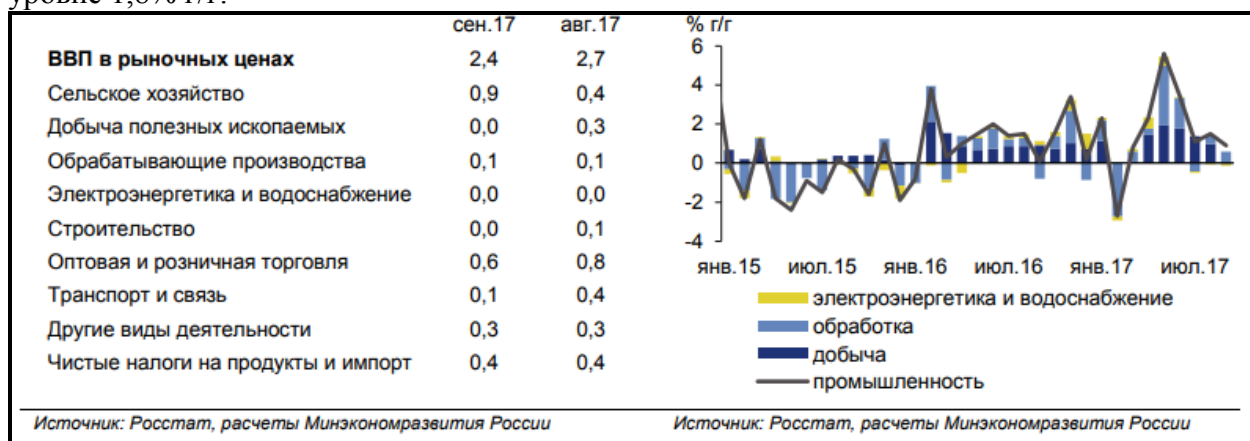 уровне 1,8% г/г.
сен.17 авг.17
ВВП в рыночных ценах 2,4 2,7
Сельское хозяйство 0,9 0,4
Добыча полезных ископаемых 0,0 0,3
Обрабатывающие производства 0,1 0,1
Электроэнергетика и водоснабжение 0,0 0,0
Строительство 0,0 0,1
Оптовая и розничная торговля 0,6 0,8
Транспорт и связь 0,1 0,4
Другие виды деятельности 0,3 0,3
Чистые налоги на продукты и импорт 0,4 0,4
Источник: Росстат, расчеты Минэкономразвития России
% г/г
6
4
2
0
-2
-4
янв.15 июл.15 янв.16 июл.16 янв.17 июл.17
электроэнергетика и водоснабжение
обработка
добыча
промышленность
Источник: Росстат, расчеты Минэкономразвития России